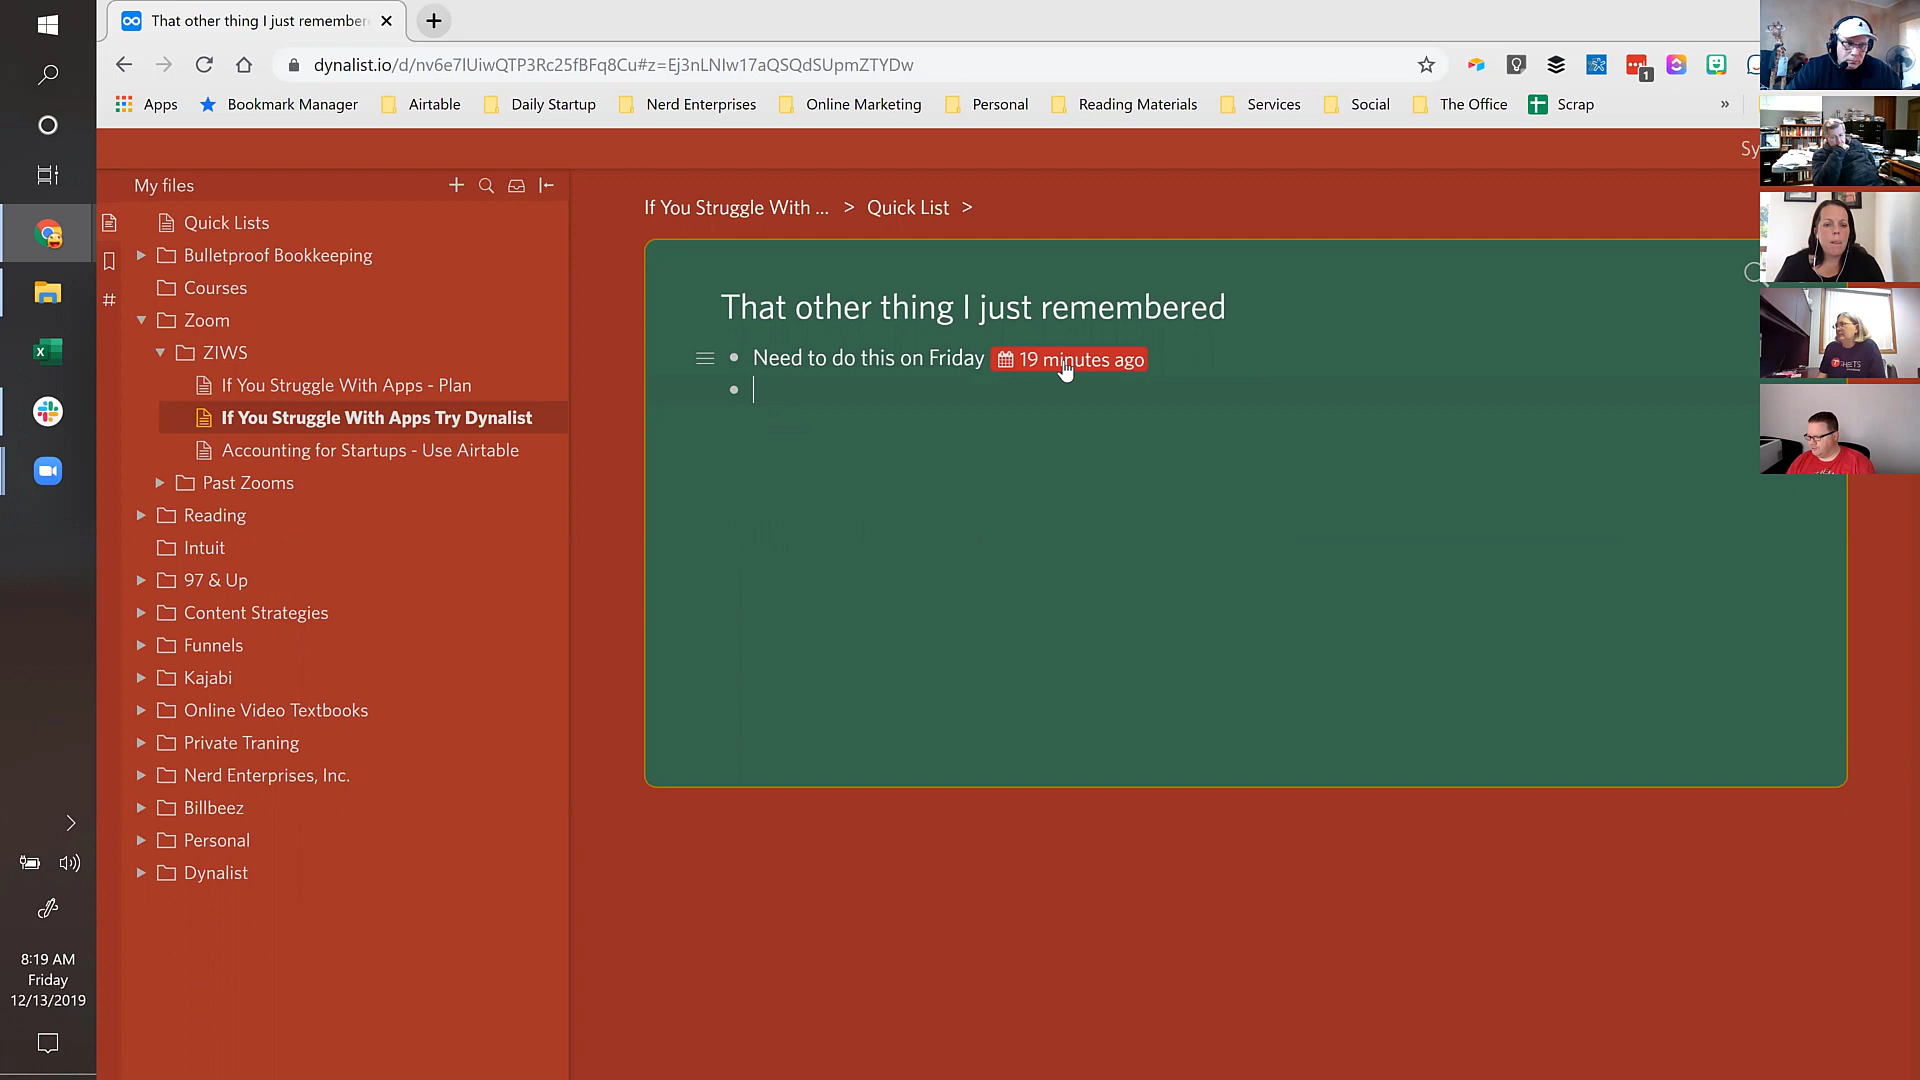 That other thing I just remember
dynalist.io/d/nv6e7lUiwQTP3Rc25fBFq8Cu#z=Ej3nLNIw17aQSQdSUpmZTYDw
1
Apps
Bookmark Manager
Airtable
Daily Startup
Nerd Enterprises
Online Marketing
Personal
Reading Materials
Services
Social
The Office
Scrap
»
Sy
My files
Quick Lists
Bulletproof Bookkeeping
Courses
Zoom
ZIWS
If You Struggle With Apps - Plan
If You Struggle With Apps Try Dynalist
Accounting for Startups - Use Airtable
Past Zooms
Reading
Intuit
97 & Up
Content Strategies
Funnels
Kajabi
Online Video Textbooks
Private Traning
Nerd Enterprises, Inc.
Billbeez
Personal
Dynalist
If You Struggle With ... > Quick List >
That other thing I just remembered
Need to do this on Friday 19 minutes ago
8:19 AM
Friday
12/13/2019